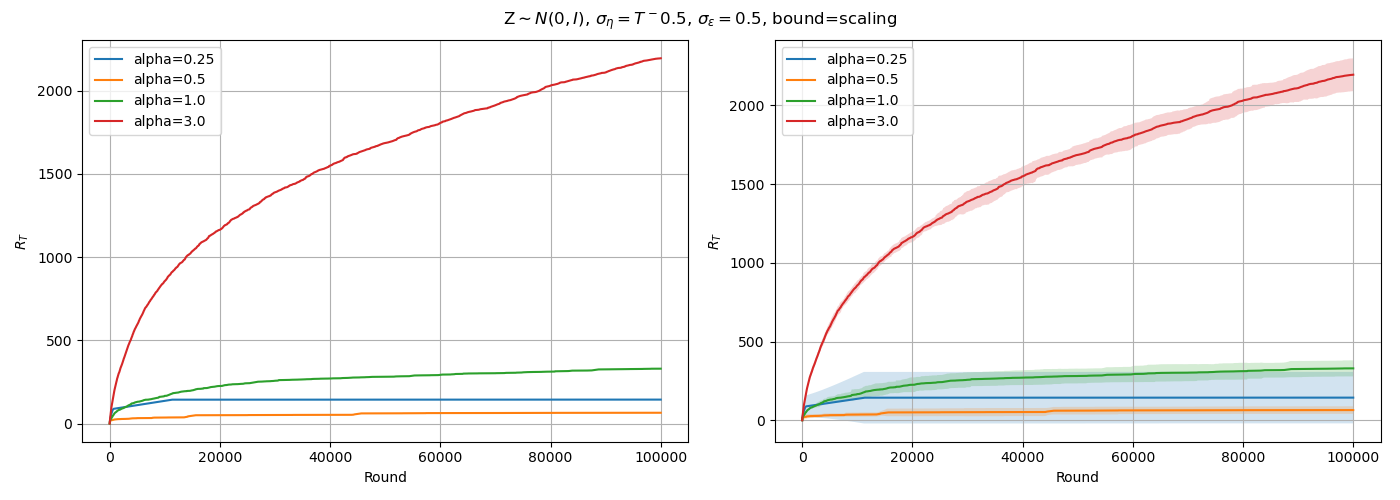 Z ~ N(0, I), σ_η = T⁻0.5, σ_ε = 0.5, bound=scaling
alpha=0.25
alpha=0.5
alpha=1.0
alpha=3.0
2000
1500
1000
500
0
R_T
0
20000
40000
60000
80000
100000
Round
alpha=0.25
alpha=0.5
alpha=1.0
alpha=3.0
2000
1500
1000
500
0
R_T
0
20000
40000
60000
80000
100000
Round